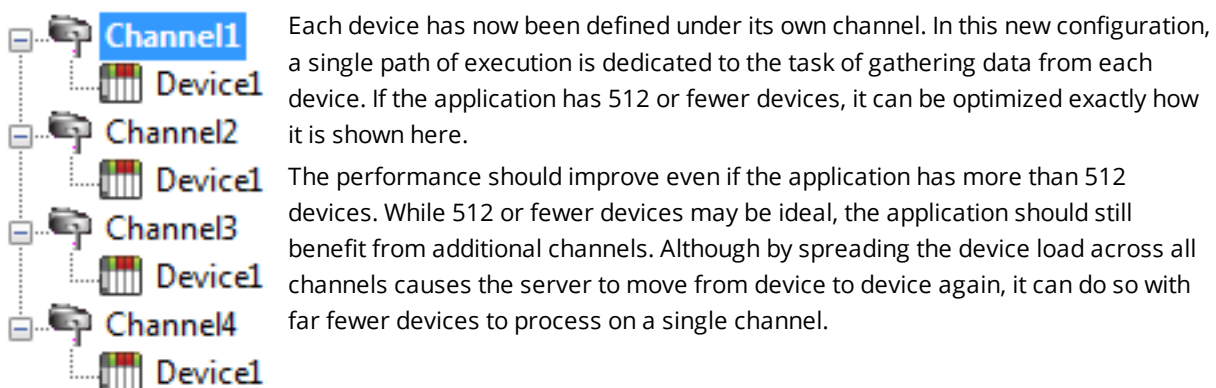 Channel1
Device1
Channel2
Device1
Channel3
Device1
Channel4
Device1
Each device has now been defined under its own channel. In this new configuration,
a single path of execution is dedicated to the task of gathering data from each
device. If the application has 512 or fewer devices, it can be optimized exactly how
it is shown here.
The performance should improve even if the application has more than 512
devices. While 512 or fewer devices may be ideal, the application should still
benefit from additional channels. Although by spreading the device load across all
channels causes the server to move from device to device again, it can do so with
far fewer devices to process on a single channel.